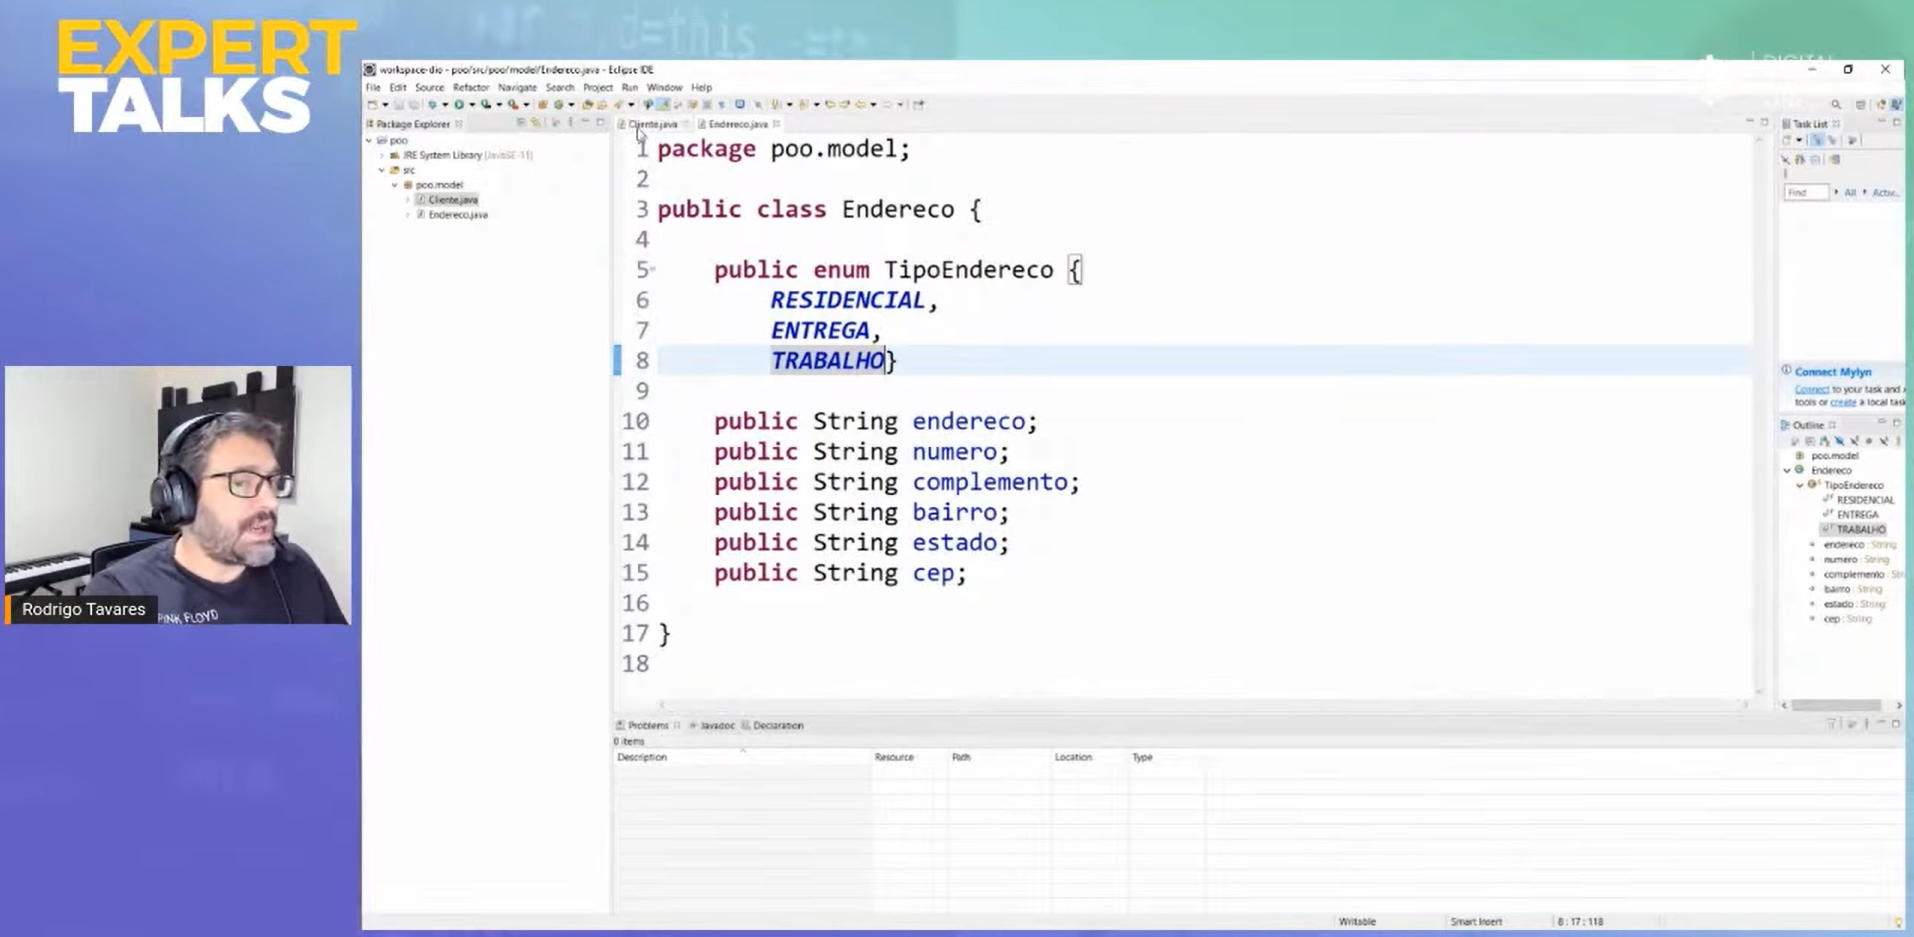 EXPERT
TALKS
workspace-dio - poo/src/poo/model/Endereco.java - Eclipse IDE
File Edit Source Refactor Navigate Search Project Run Window Help
Package Explorer
poo
JRE System Library [JavaSE-11]
src
poo.model
Cliente.java
Endereco.java
Cliente.java Endereco.java
1 package poo.model;
2
3 public class Endereco {
4
5 public enum TipoEndereco {
6 RESIDENCIAL,
7 ENTREGA,
8 TRABALHO}
9
10 public String endereco;
11 public String numero;
12 public String complemento;
13 public String bairro;
14 public String estado;
15 public String cep;
16
17 }
18
Task List
Find All Activ...
Connect Mylyn
Connect to your task and
tools or create a local task
Outline
poo.model
Endereco
TipoEndereco
RESIDENCIAL
ENTREGA
TRABALHO
endereco : String
numero : String
complemento : Str
bairro : String
estado : String
cep : String
Problems Javadoc Declaration
0 items
Description Resource Path Location Type
Writable Smart Insert 8 : 17 : 118
Rodrigo Tavares
PINK FLOYD
DIGITAL